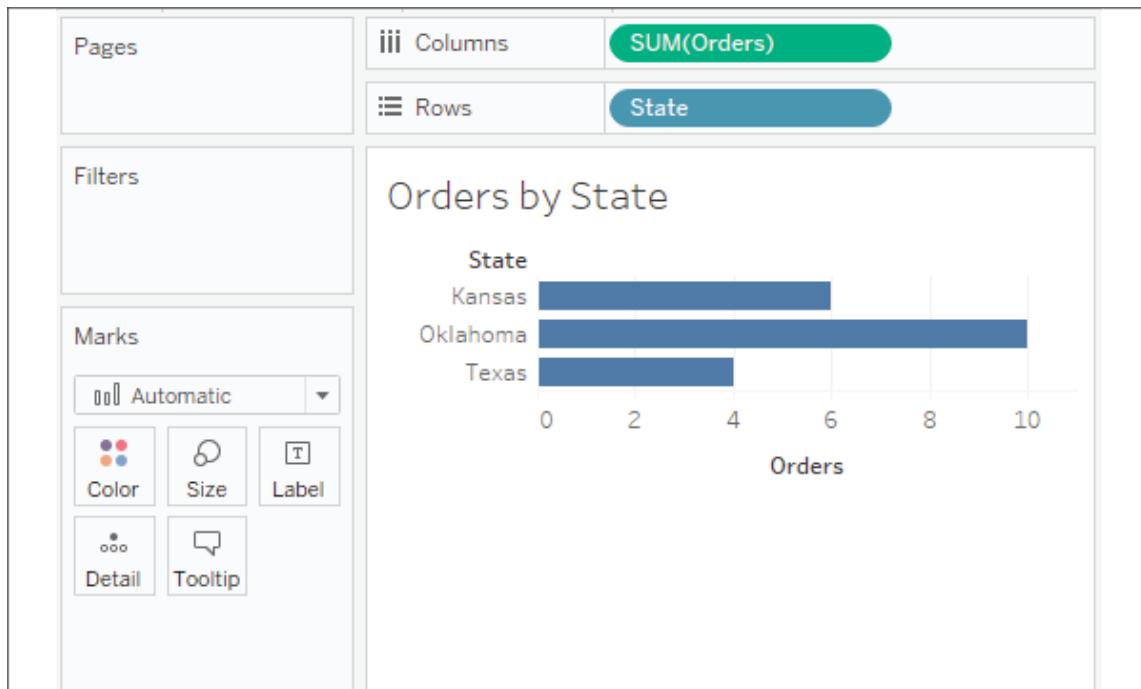 Pages
Columns SUM(Orders)
Rows State
Filters
Marks
Automatic
Color Size Label
Detail Tooltip
Orders by State
State
Kansas
Oklahoma
Texas
0 2 4 6 8 10
Orders